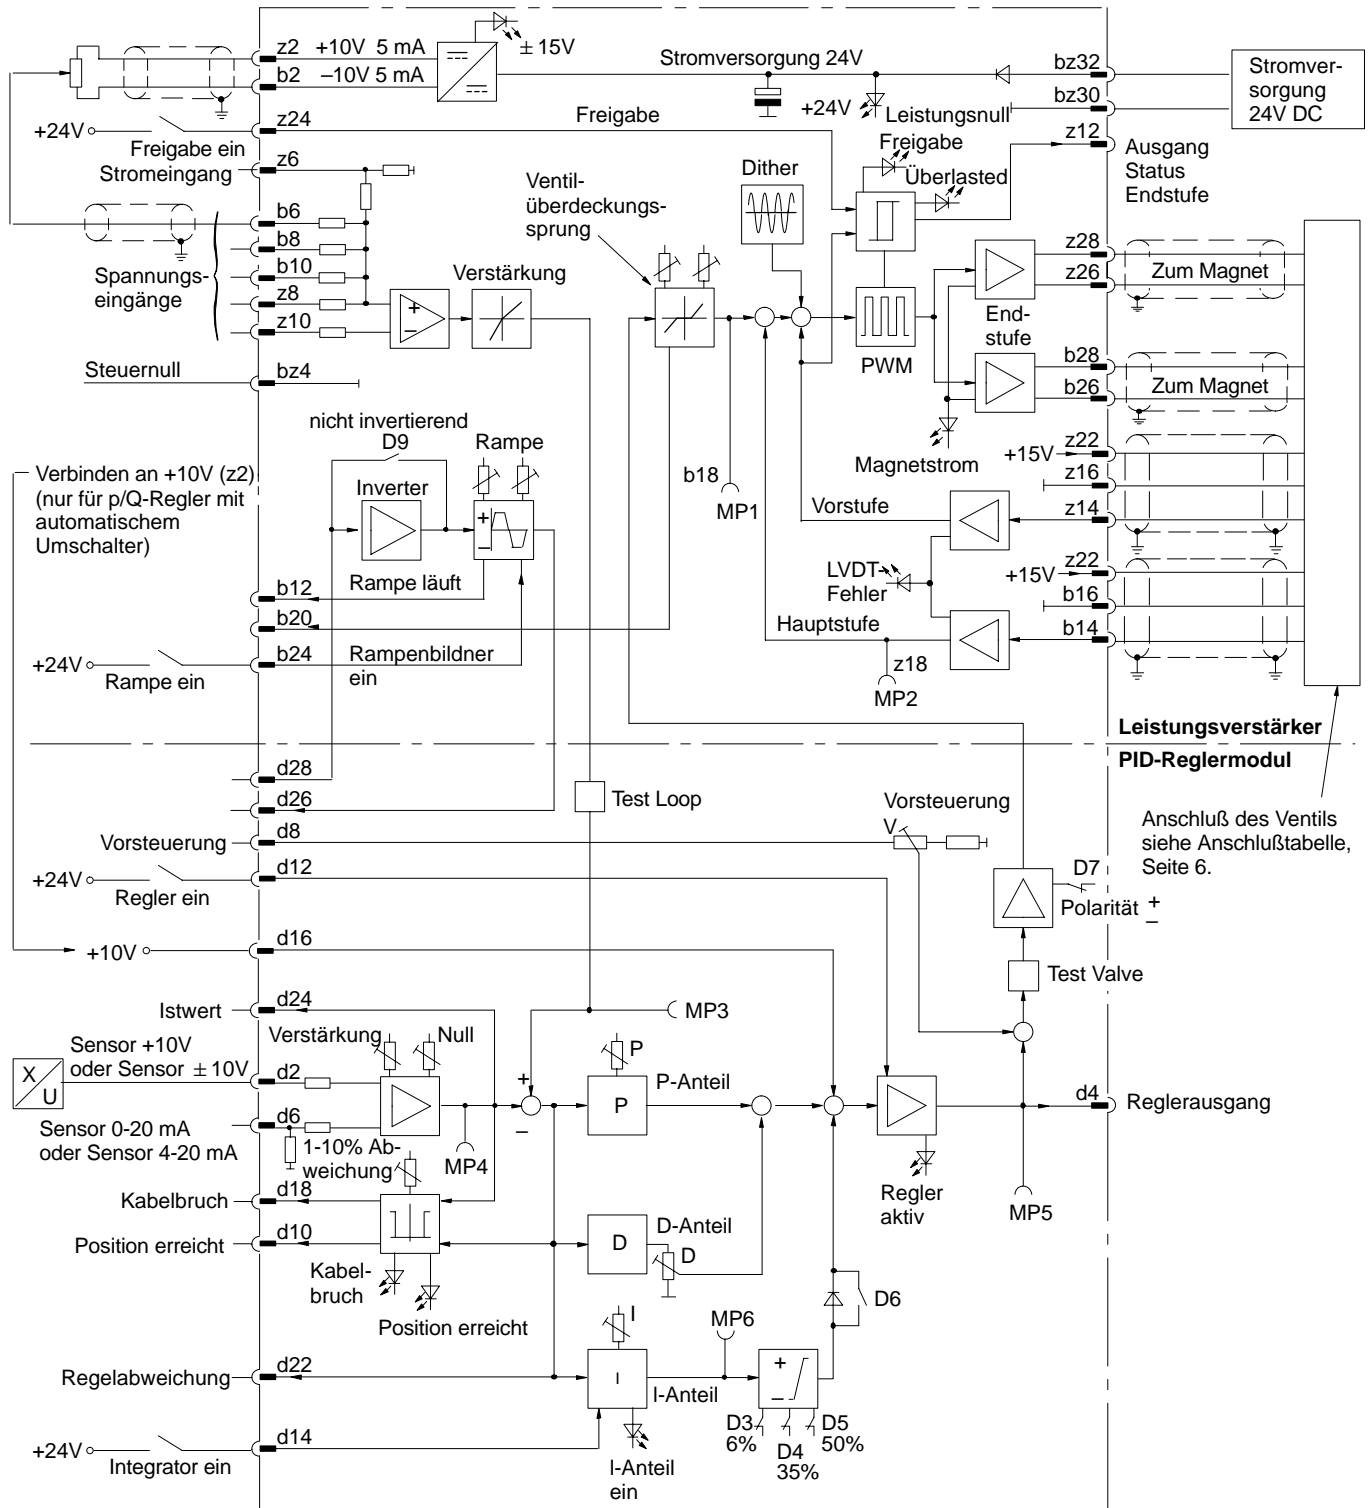 z2 +10V 5 mA
± 15V
b2 –10V 5 mA
Stromversorgung 24V
bz32
Stromver-
sorgung
24V DC
+24V
bz30
Leistungsnull
z24
Freigabe
+24V
Freigabe ein
z12
Ausgang
Status
Endstufe
Freigabe
Überlasted
z6
Stromeingang
Dither
Ventil-
überdeckungs-
sprung
b6
b8
b10
z8
z10
Spannungs-
eingänge
Verstärkung
+
–
z28
Zum Magnet
z26
End-
stufe
PWM
b28
Zum Magnet
b26
Steuernull
bz4
Magnetstrom
nicht invertierend
D9
Rampe
Inverter
+
–
Verbinden an +10V (z2)
(nur für p/Q-Regler mit
automatischem
Umschalter)
b18
MP1
z22
+15V
z16
z14
Vorstufe
b12
Rampe läuft
b20
LVDT-
Fehler
z22
+15V
b16
b14
Hauptstufe
z18
MP2
b24
Rampenbildner
ein
+24V
Rampe ein
Leistungsverstärker
PID-Reglermodul
d28
d26
Test Loop
Vorsteuerung
V
Anschluß des Ventils
siehe Anschlußtabelle,
Seite 6.
Vorsteuerung
d8
d12
+24V
Regler ein
D7
Polarität +
–
d16
+10V
Test Valve
Istwert
d24
MP3
Verstärkung
Null
Sensor +10V
oder Sensor ± 10V
X
U
d2
+
–
P
P-Anteil
P
d4
Reglerausgang
d6
Sensor 0-20 mA
oder Sensor 4-20 mA
1-10% Ab-
weichung
MP4
Kabelbruch
d18
Regler
aktiv
MP5
Position erreicht
d10
D-Anteil
D
D
Kabel-
bruch
Position erreicht
D6
I
MP6
Regelabweichung
d22
I
I-Anteil
+
–
D3
6%
D4
35%
D5
50%
d14
+24V
Integrator ein
I-Anteil
ein